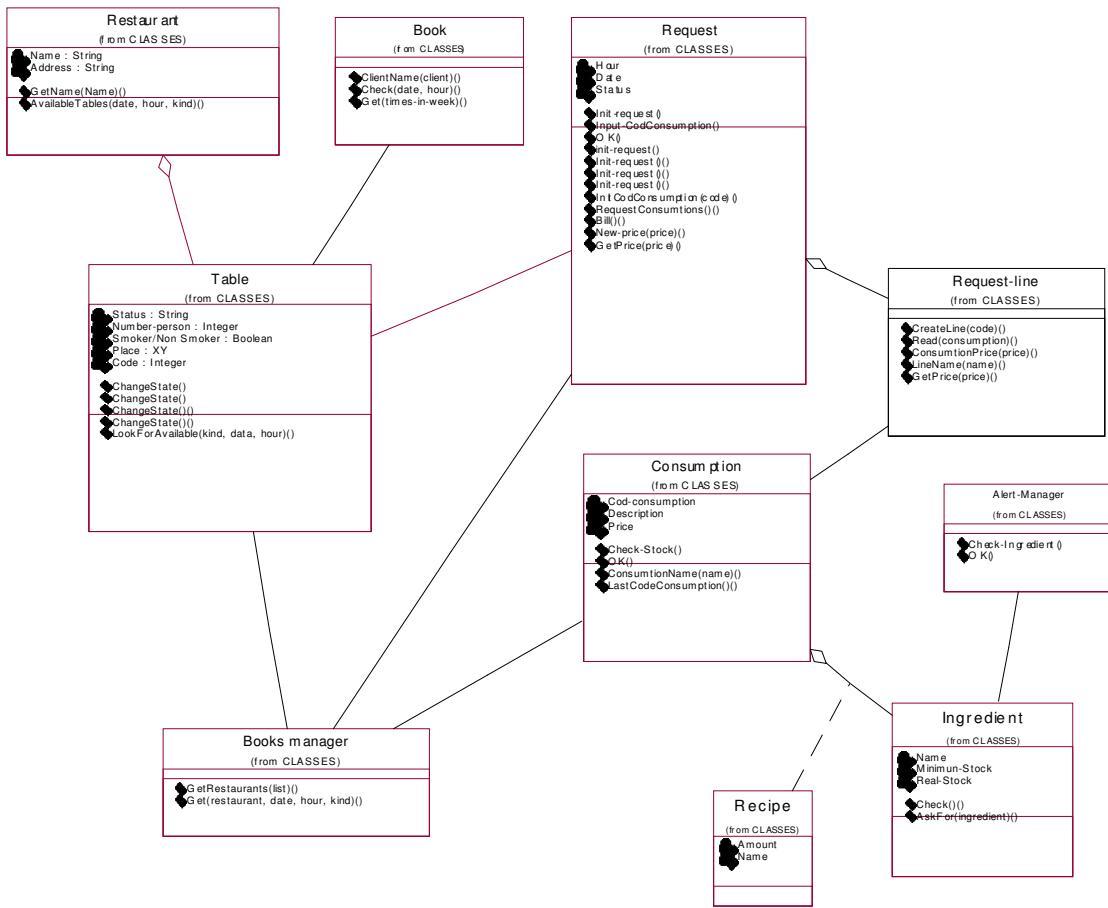 Restaurant
(from CLASSES)
Name : String
Address : String
GetName(Name)()
AvailableTables(date, hour, kind)()
Book
(from CLASSES)
ClientName(client)()
Check(date, hour)()
Get(times-in-week)()
Request
(from CLASSES)
Hour
Date
Status
Init-request()
Input-CodConsumption()
OK()
init-request()
Init-request()()
Init-request()()
Init-request()()
InitCodConsumption(code)()
RequestConsumtions()()
Bill()()
New-price(price)()
GetPrice(price)()
Table
(from CLASSES)
Status : String
Number-person : Integer
Smoker/Non Smoker : Boolean
Place : XY
Code : Integer
ChangeState()
ChangeState()
ChangeState()()
ChangeState()()
LookForAvailable(kind, data, hour)()
Request-line
(from CLASSES)
CreateLine(code)()
Read(consumption)()
ConsumtionPrice(price)()
LineName(name)()
GetPrice(price)()
Consumption
(from CLASSES)
Cod-consumption
Description
Price
Check-Stock()
OK()
ConsumtionName(name)()
LastCodeConsumption()()
Alert-Manager
(from CLASSES)
Check-Ingredient()
OK()
Books manager
(from CLASSES)
GetRestaurants(list)()
Get(restaurant, date, hour, kind)()
Ingredient
(from CLASSES)
Name
Minimun-Stock
Real-Stock
Check()()
AskFor(ingredient)()
Recipe
(from CLASSES)
Amount
Name